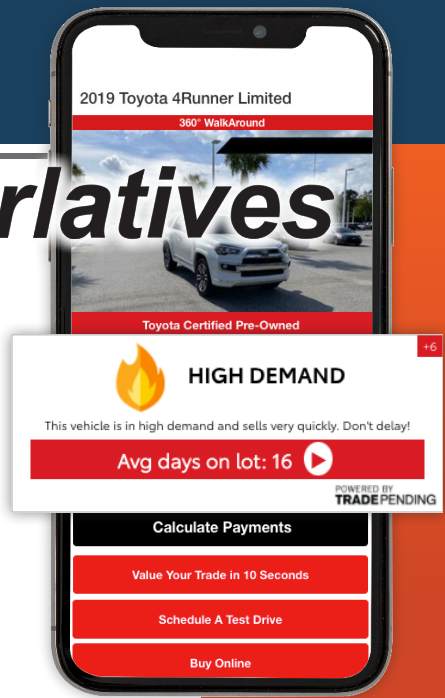 2019 Toyota 4Runner Limited
360° WalkAround
rlatives
Toyota Certified Pre-Owned
+6
HIGH DEMAND
This vehicle is in high demand and sells very quickly. Don't delay!
Avg days on lot: 16
POWERED BY
TRADEPENDING
Calculate Payments
Value Your Trade in 10 Seconds
Schedule A Test Drive
Buy Online